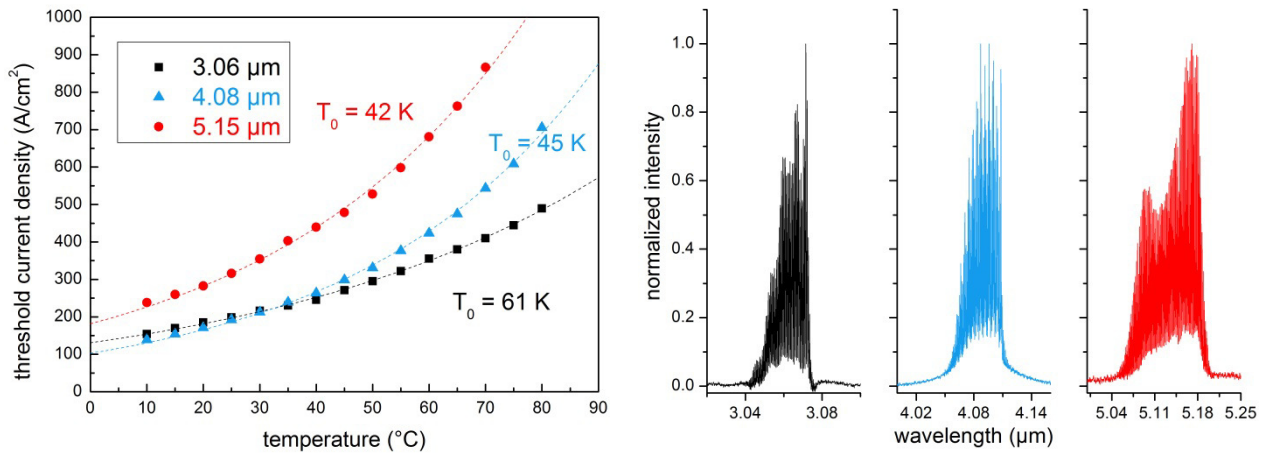 1000
900
800
700
600
500
400
300
200
100
0
threshold current density (A/cm²)
3.06 µm
4.08 µm
5.15 µm
T₀ = 42 K
T₀ = 45 K
T₀ = 61 K
0 10 20 30 40 50 60 70 80 90
temperature (°C)
normalized intensity
1.0
0.8
0.6
0.4
0.2
0.0
3.04 3.08
4.02 4.08 4.14
5.04 5.11 5.18 5.25
wavelength (µm)